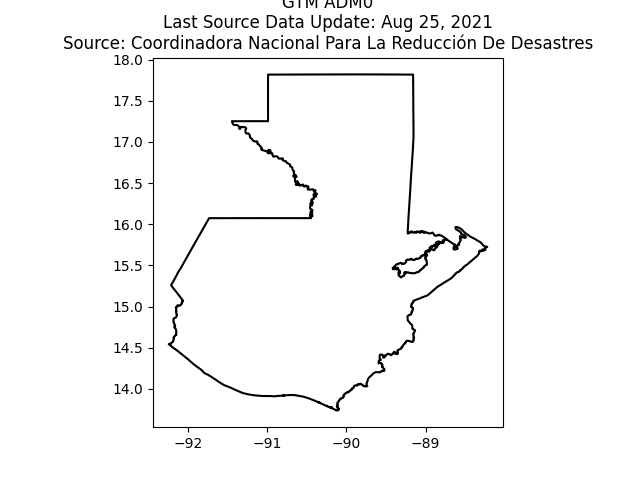 GTM ADM0
Last Source Data Update: Aug 25, 2021
Source: Coordinadora Nacional Para La Reducción De Desastres
18.0
17.5
17.0
16.5
16.0
15.5
15.0
14.5
14.0
−92 −91 −90 −89